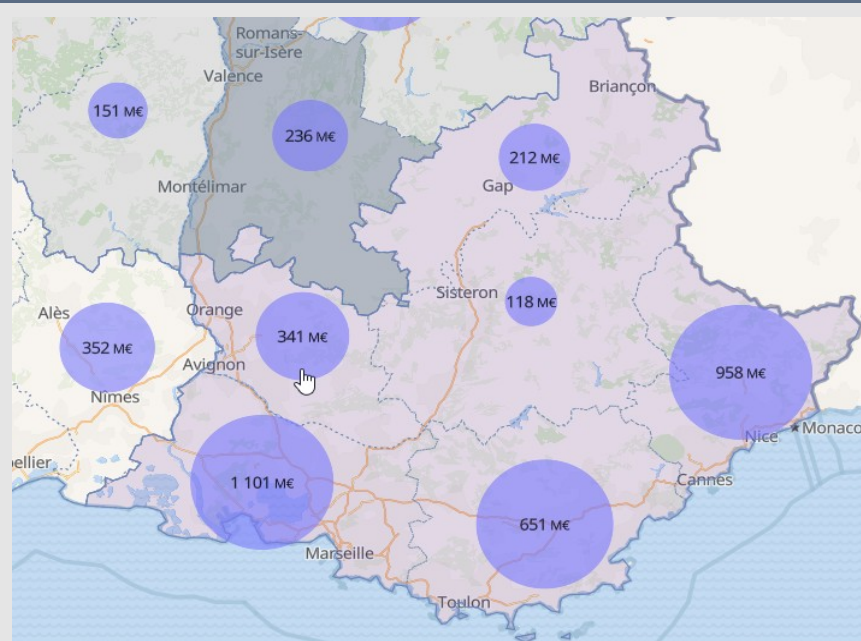 Romans-
sur-Isère
Valence
Briançon
151 M€
236 M€
212 M€
Gap
Montélimar
Sisteron
118 M€
Alès
Orange
341 M€
352 M€
Avignon
958 M€
Nîmes
Nice
Monaco
pellier
Cannes
1 101 M€
651 M€
Marseille
Toulon